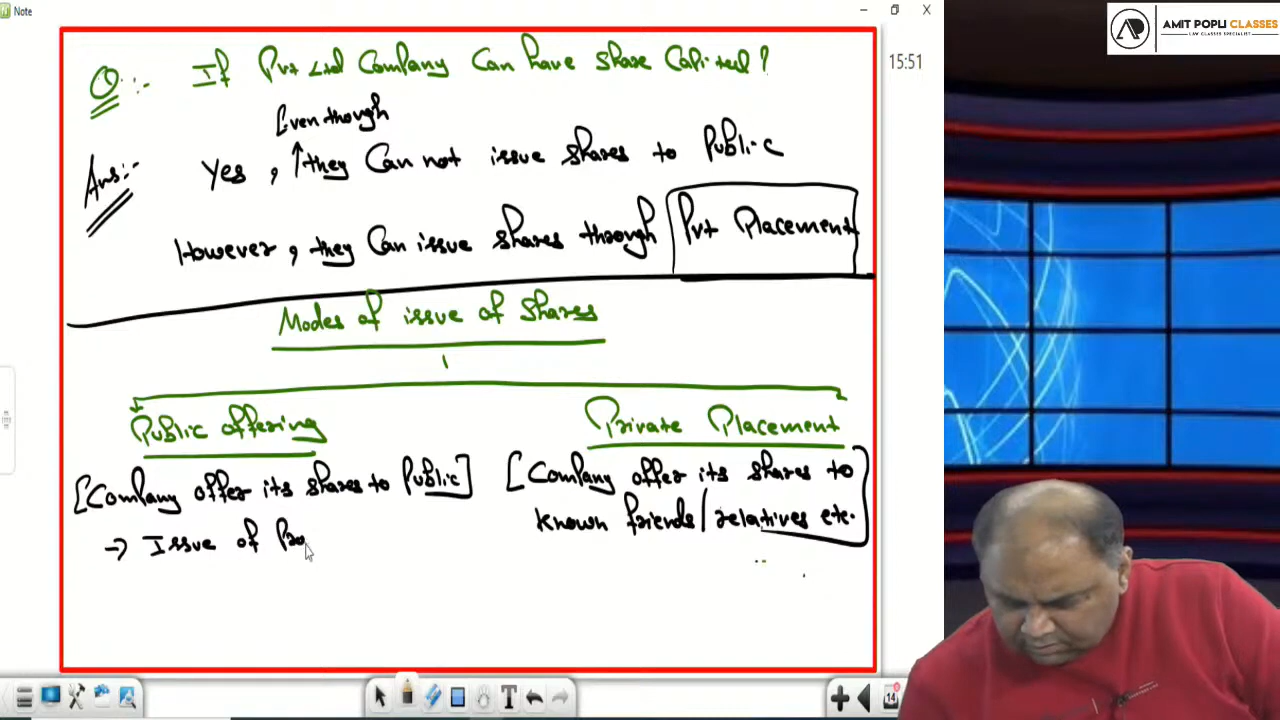 Note
AMIT POPLI CLASSES
LAW CLASSES SPECIALIST
15:51
Q:- If Pvt Ltd Company Can have share Capital?
Even though
Ans:- Yes, they Can not issue shares to Public
However, they Can issue shares through Pvt Placement
Modes of issue of Shares
Public offering
[Company offer its shares to Public]
→ Issue of Pro
Private Placement
[Company offer its shares to
known friends/relatives etc.]
T
14